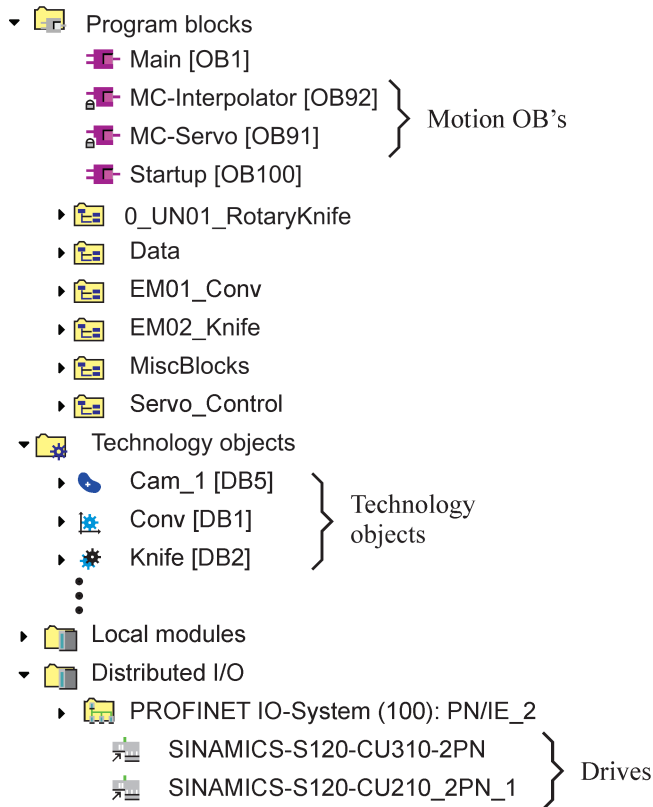 Program blocks
Main [OB1]
MC-Interpolator [OB92]
MC-Servo [OB91]
Motion OB’s
Startup [OB100]
0_UN01_RotaryKnife
Data
EM01_Conv
EM02_Knife
MiscBlocks
Servo_Control
Technology objects
Cam_1 [DB5]
Conv [DB1]
Knife [DB2]
Technology
objects
Local modules
Distributed I/O
PROFINET IO-System (100): PN/IE_2
SINAMICS-S120-CU310-2PN
SINAMICS-S120-CU210_2PN_1
Drives